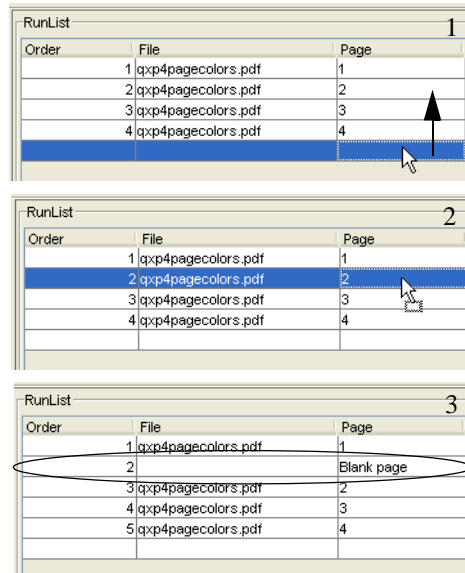 RunList 1
Order File Page
1 qxp4pagecolors.pdf 1
2 qxp4pagecolors.pdf 2
3 qxp4pagecolors.pdf 3
4 qxp4pagecolors.pdf 4
RunList 2
Order File Page
1 qxp4pagecolors.pdf 1
2 qxp4pagecolors.pdf 2
3 qxp4pagecolors.pdf 3
4 qxp4pagecolors.pdf 4
RunList 3
Order File Page
1 qxp4pagecolors.pdf 1
2 Blank page
3 qxp4pagecolors.pdf 2
4 qxp4pagecolors.pdf 3
5 qxp4pagecolors.pdf 4